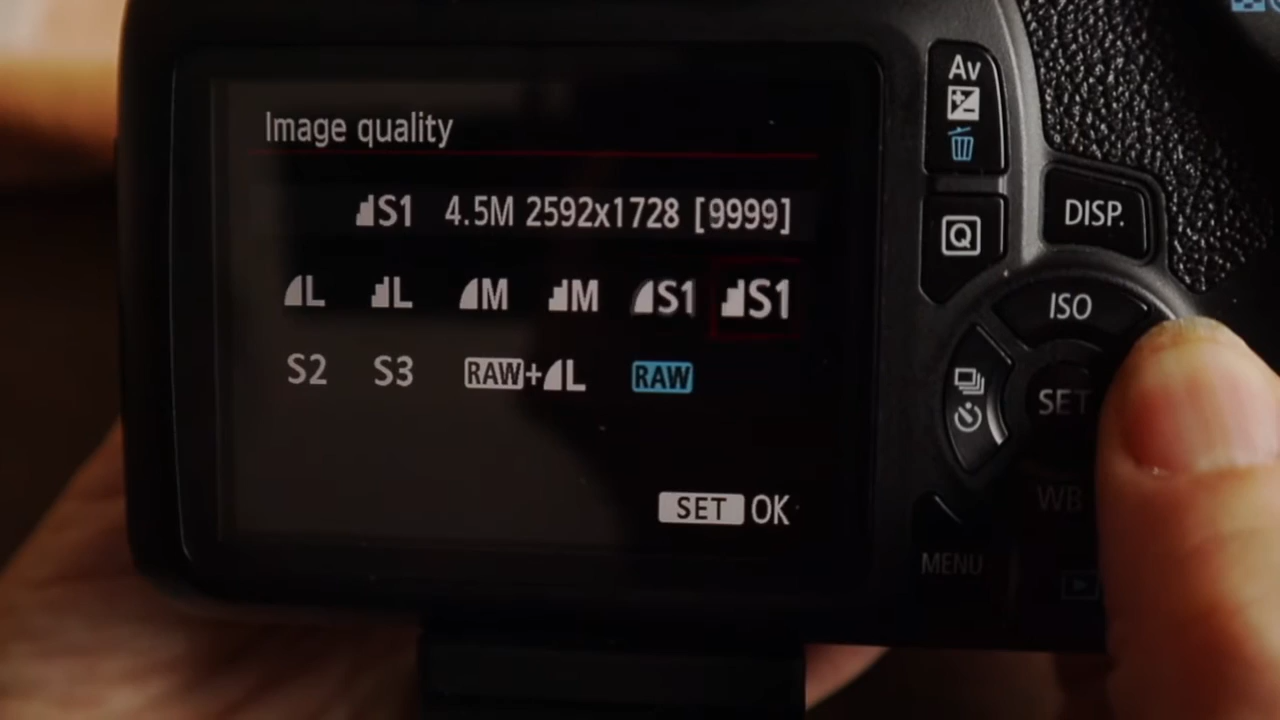 Image quality
S1 4.5M 2592x1728 [9999]
L L M M S1 S1
S2 S3 RAW+L RAW
SET OK
Av
Q
DISP.
ISO
SET
WB
MENU